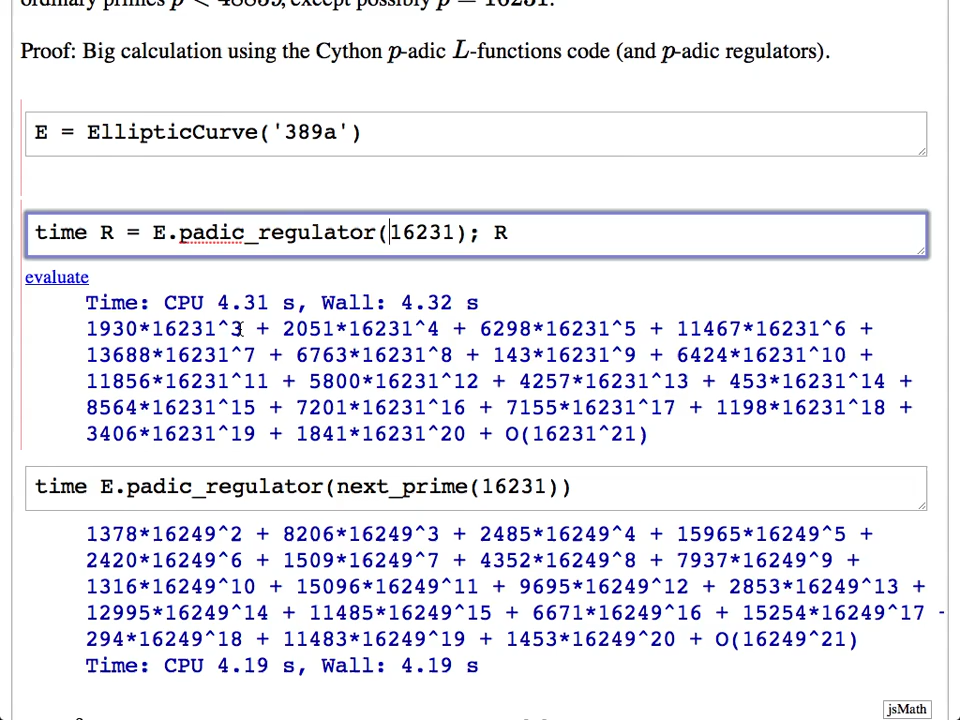 ordinary primes p < 48859, except possibly p = 16231.
Proof: Big calculation using the Cython p-adic L-functions code (and p-adic regulators).
E = EllipticCurve('389a')
time R = E.padic_regulator(16231); R
evaluate
Time: CPU 4.31 s, Wall: 4.32 s
1930*16231^3 + 2051*16231^4 + 6298*16231^5 + 11467*16231^6 +
13688*16231^7 + 6763*16231^8 + 143*16231^9 + 6424*16231^10 +
11856*16231^11 + 5800*16231^12 + 4257*16231^13 + 453*16231^14 +
8564*16231^15 + 7201*16231^16 + 7155*16231^17 + 1198*16231^18 +
3406*16231^19 + 1841*16231^20 + O(16231^21)
time E.padic_regulator(next_prime(16231))
1378*16249^2 + 8206*16249^3 + 2485*16249^4 + 15965*16249^5 +
2420*16249^6 + 1509*16249^7 + 4352*16249^8 + 7937*16249^9 +
1316*16249^10 + 15096*16249^11 + 9695*16249^12 + 2853*16249^13 +
12995*16249^14 + 11485*16249^15 + 6671*16249^16 + 15254*16249^17
294*16249^18 + 11483*16249^19 + 1453*16249^20 + O(16249^21)
Time: CPU 4.19 s, Wall: 4.19 s
jsMath